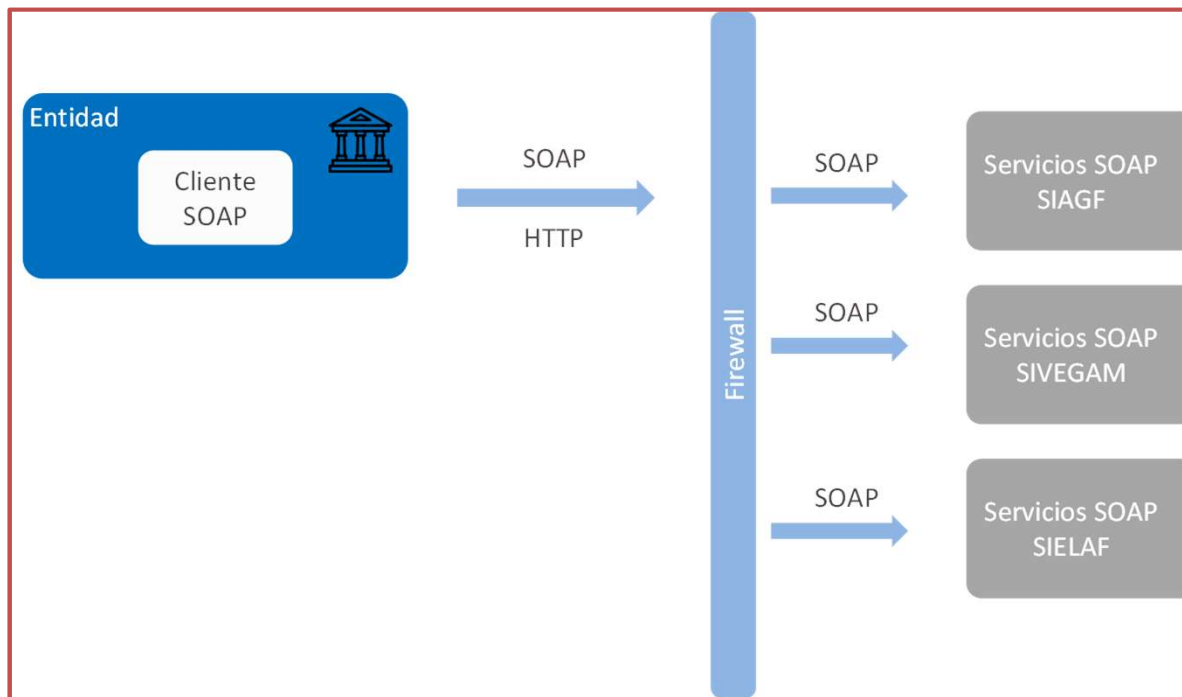 Entidad
Cliente
SOAP
SOAP
HTTP
Firewall
SOAP
Servicios SOAP
SIAGF
SOAP
Servicios SOAP
SIVEGAM
SOAP
Servicios SOAP
SIELAF